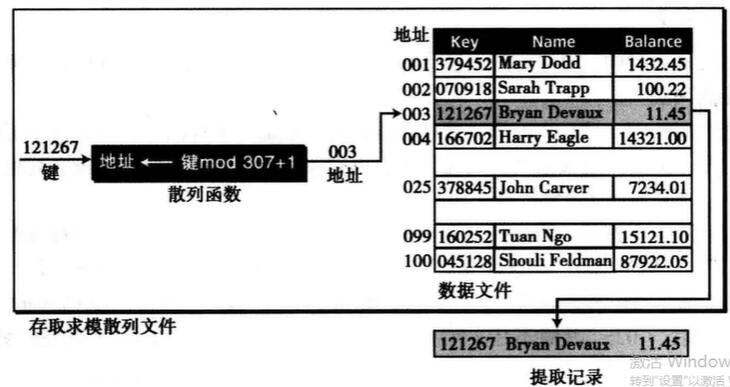 地址
Key Name Balance
001 379452 Mary Dodd 1432.45
002 070918 Sarah Trapp 100.22
003 121267 Bryan Devaux 11.45
004 166702 Harry Eagle 14321.00
025 378845 John Carver 7234.01
099 160252 Tuan Ngo 15121.10
100 045128 Shouli Feldman 87922.05
数据文件
121267
键
地址 ← 键mod 307+1
散列函数
003
地址
存取求模散列文件
121267 Bryan Devaux 11.45
提取记录
激活 Window
转到"设置"以激活